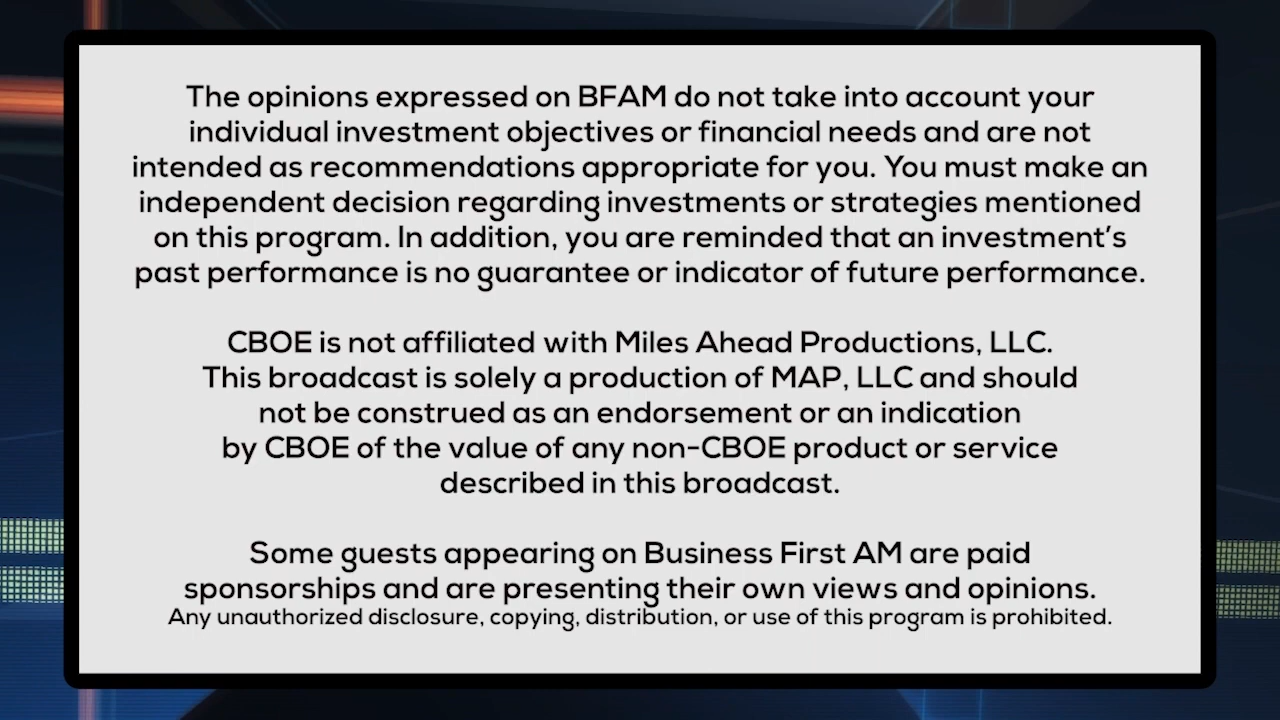 The opinions expressed on BFAM do not take into account your
individual investment objectives or financial needs and are not
intended as recommendations appropriate for you. You must make an
independent decision regarding investments or strategies mentioned
on this program. In addition, you are reminded that an investment's
past performance is no guarantee or indicator of future performance.
CBOE is not affiliated with Miles Ahead Productions, LLC.
This broadcast is solely a production of MAP, LLC and should
not be construed as an endorsement or an indication
by CBOE of the value of any non-CBOE product or service
described in this broadcast.
Some guests appearing on Business First AM are paid
sponsorships and are presenting their own views and opinions.
Any unauthorized disclosure, copying, distribution, or use of this program is prohibited.